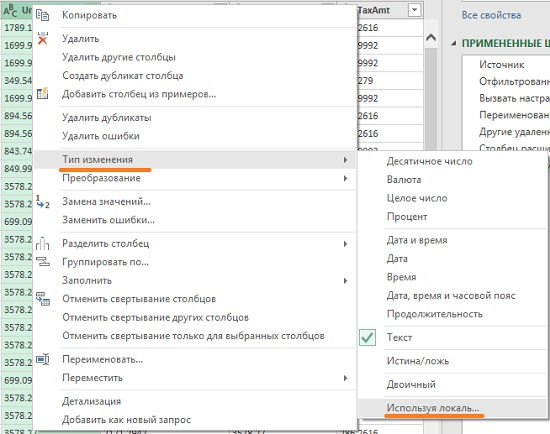 ABC Un
TaxAmt
1789.1
1699.9
1699.9
349.54
1699.9
894.56
894.56
843.74
849.99
3578.2
3578.2
3578.2
699.09
3578.2
3578.2
3578.2
3578.2
3578.2
3578.2
3578.2
699.09
3578.2
2616
9992
9992
279
9992
2616
2616
Копировать
Удалить
Удалить другие столбцы
Создать дубликат столбца
Добавить столбец из примеров...
Удалить дубликаты
Удалить ошибки
Тип изменения
Преобразование
Замена значений...
Заменить ошибки...
Разделить столбец
Группировать по...
Заполнить
Отменить свертывание столбцов
Отменить свертывание других столбцов
Отменить свертывание только для выбранных столбцов
Переименовать...
Переместить
Детализация
Добавить как новый запрос
Десятичное число
Валюта
Целое число
Процент
Дата и время
Дата
Время
Дата, время и часовой пояс
Продолжительность
Текст
Истина/ложь
Двоичный
Используя локаль...
Все свойства
ПРИМЕНЕННЫЕ Ш
Источник
Отфильтрованн
Вызвать настра
Переименован
Другие удален